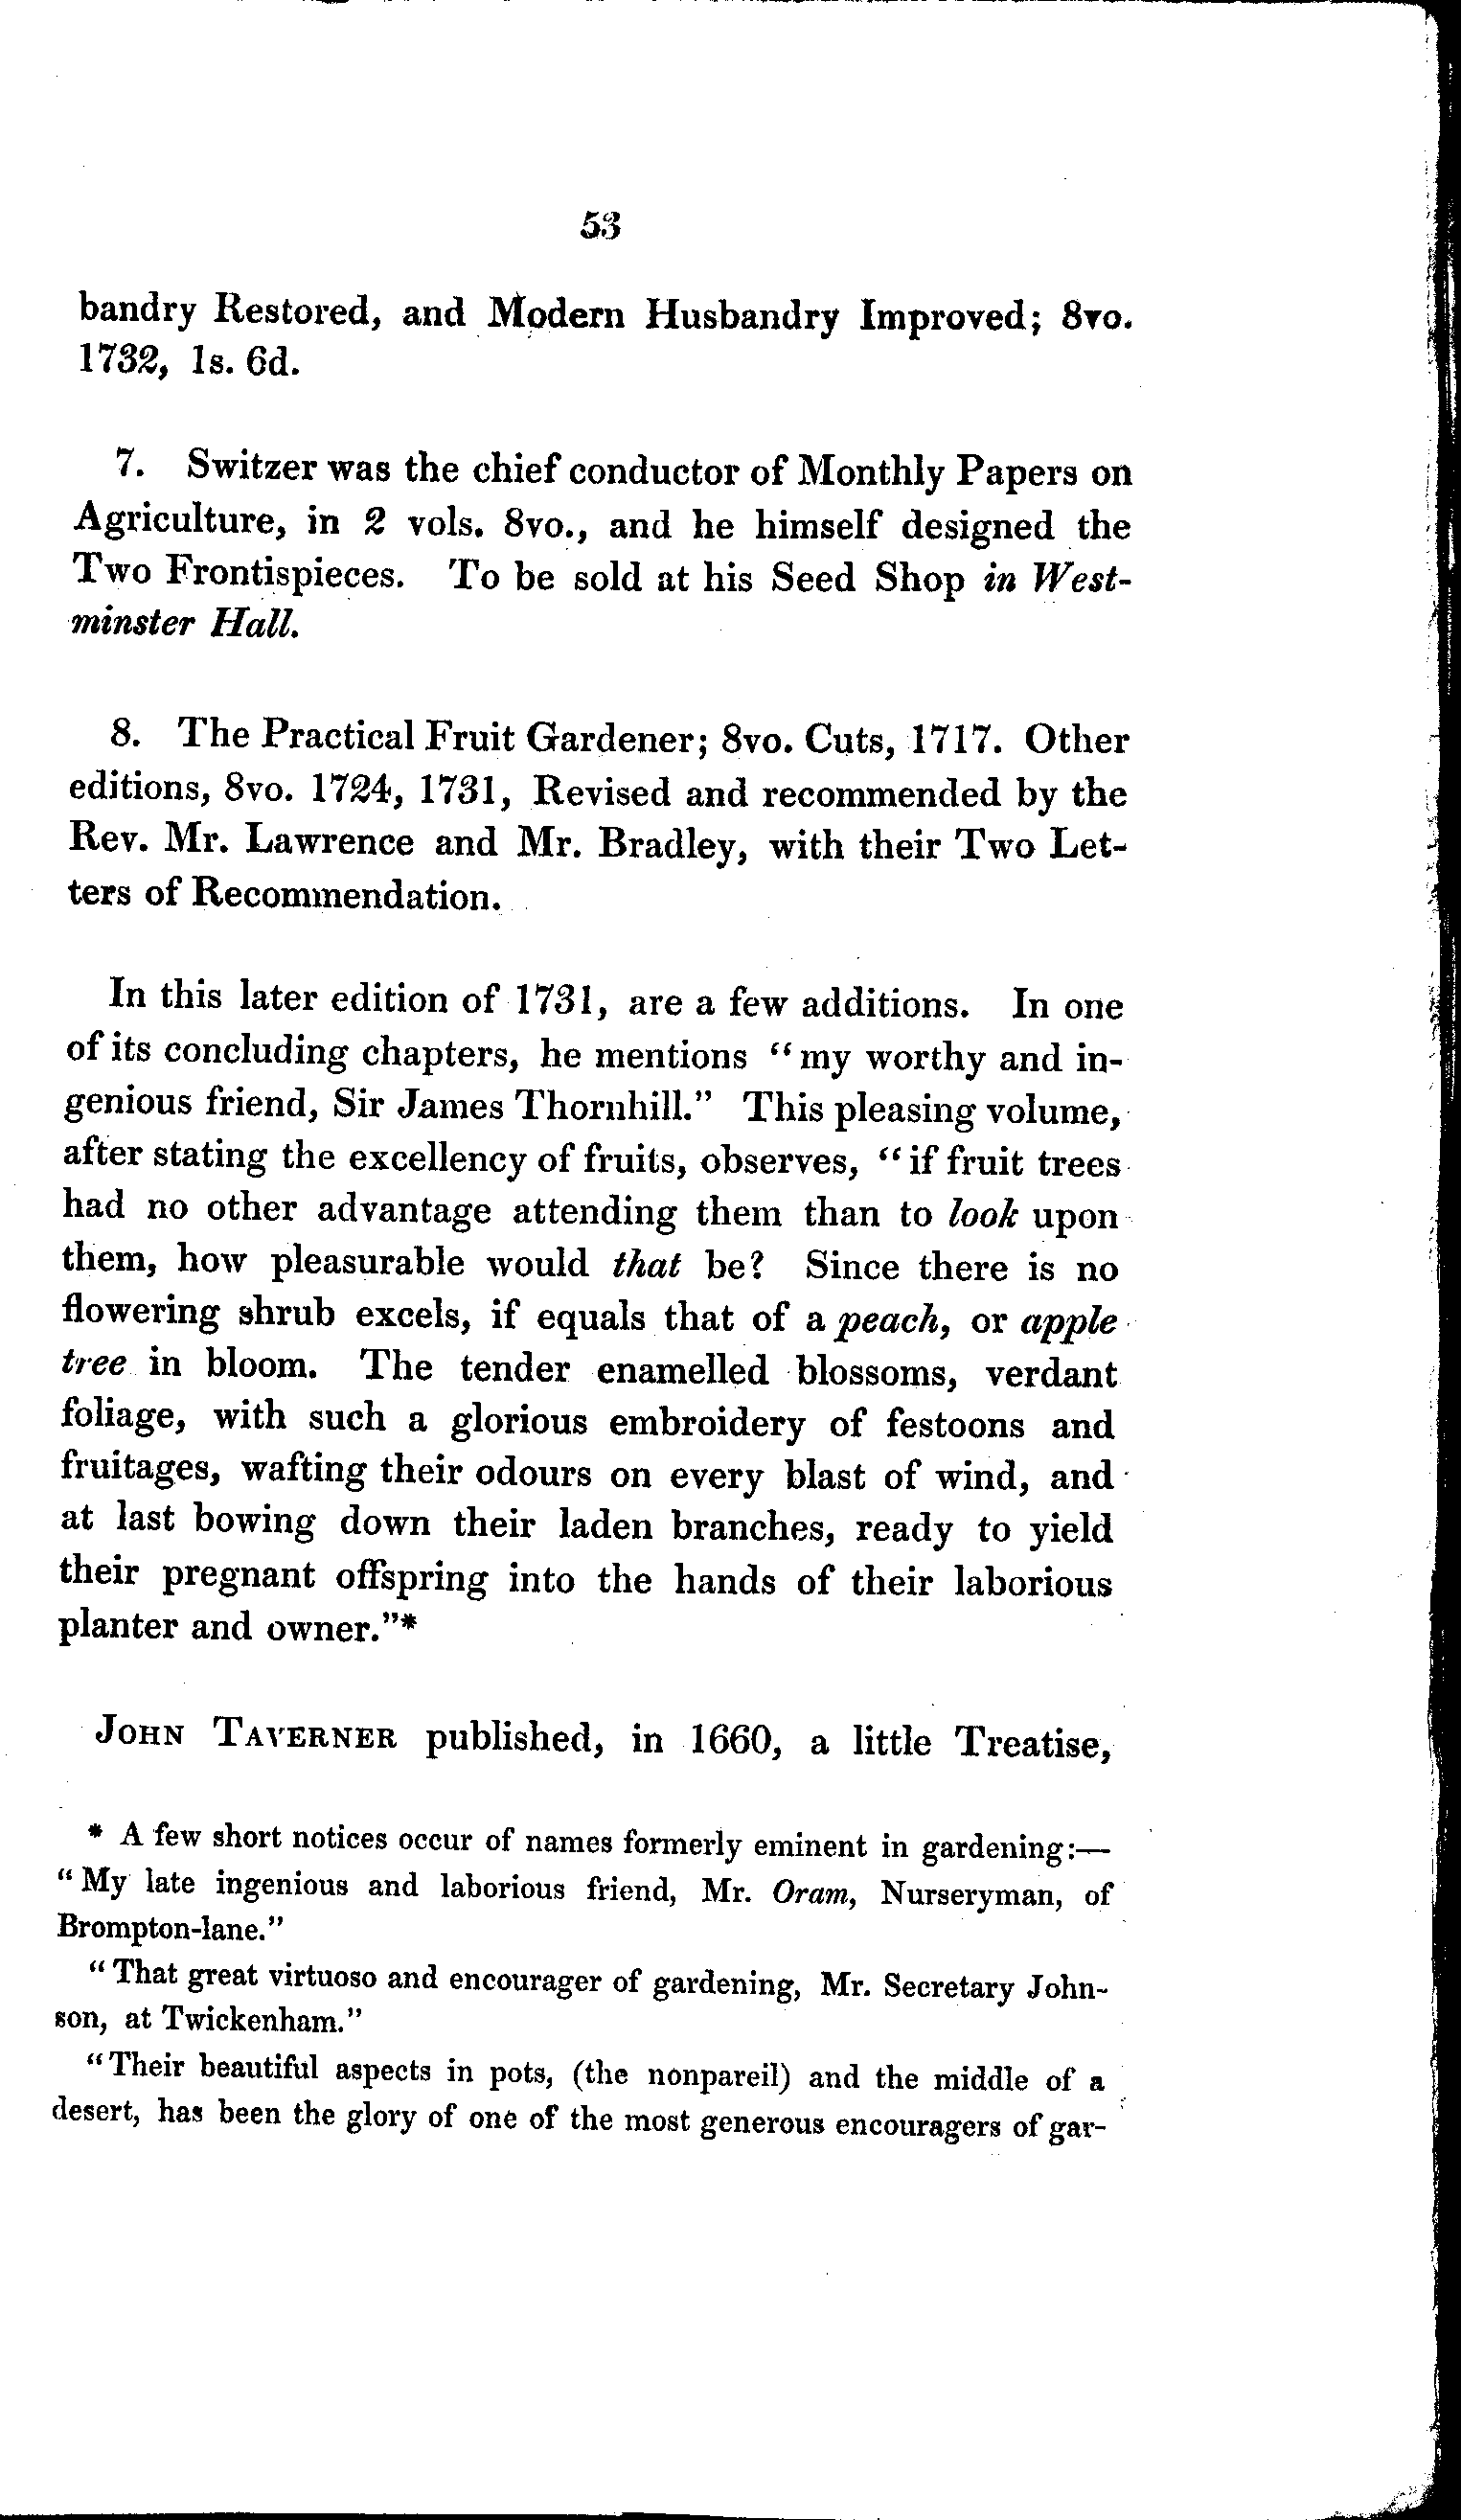 53
bandry Restored, and Modern Husbandry Improved; 8vo.
1732, 1s. 6d.
7. Switzer was the chief conductor of Monthly Papers on
Agriculture, in 2 vols. 8vo., and he himself designed the
Two Frontispieces. To be sold at his Seed Shop in West-
minster Hall.
8. The Practical Fruit Gardener; 8vo. Cuts, 1717. Other
editions, 8vo. 1724, 1731, Revised and recommended by the
Rev. Mr. Lawrence and Mr. Bradley, with their Two Let-
ters of Recommendation.
In this later edition of 1731, are a few additions. In one
of its concluding chapters, he mentions "my worthy and in-
genious friend, Sir James Thornhill." This pleasing volume,
after stating the excellency of fruits, observes, "if fruit trees
had no other advantage attending them than to look upon
them, how pleasurable would that be? Since there is no
flowering shrub excels, if equals that of a peach, or apple
tree in bloom. The tender enamelled blossoms, verdant
foliage, with such a glorious embroidery of festoons and
fruitages, wafting their odours on every blast of wind, and
at last bowing down their laden branches, ready to yield
their pregnant offspring into the hands of their laborious
planter and owner."*
JOHN TAVERNER published, in 1660, a little Treatise,
* A few short notices occur of names formerly eminent in gardening:—
"My late ingenious and laborious friend, Mr. Oram, Nurseryman, of
Brompton-lane."
"That great virtuoso and encourager of gardening, Mr. Secretary John-
son, at Twickenham."
"Their beautiful aspects in pots, (the nonpareil) and the middle of a
desert, has been the glory of one of the most generous encouragers of gar-